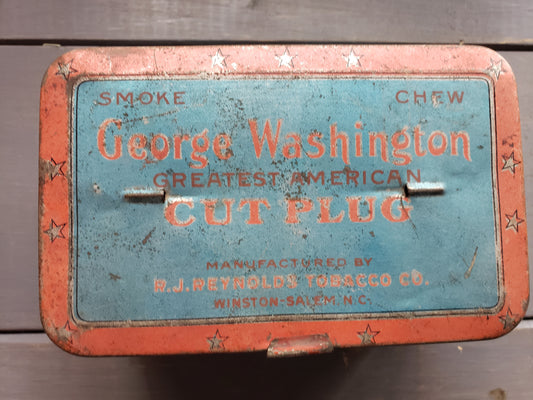 SMOKE CHEW
George Washington
GREATEST AMERICAN
CUT PLUG
MANUFACTURED BY
R.J. REYNOLDS TOBACCO CO.
WINSTON-SALEM, N.C.